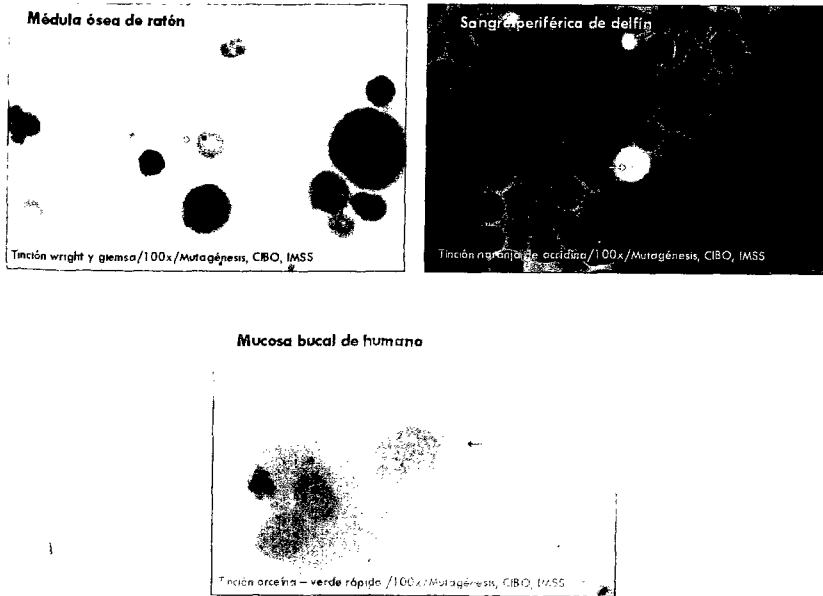 Médula ósea de ratón
Sangre periférica de delfín
Tinción wright y giemsa/100x/Mutagénesis, CIBO, IMSS
Tinción naranja de acridina/100x/Mutagénesis, CIBO, IMSS
Mucosa bucal de humano
Tinción orceína – verde rápido /100x/Mutagénesis, CIBO, IMSS